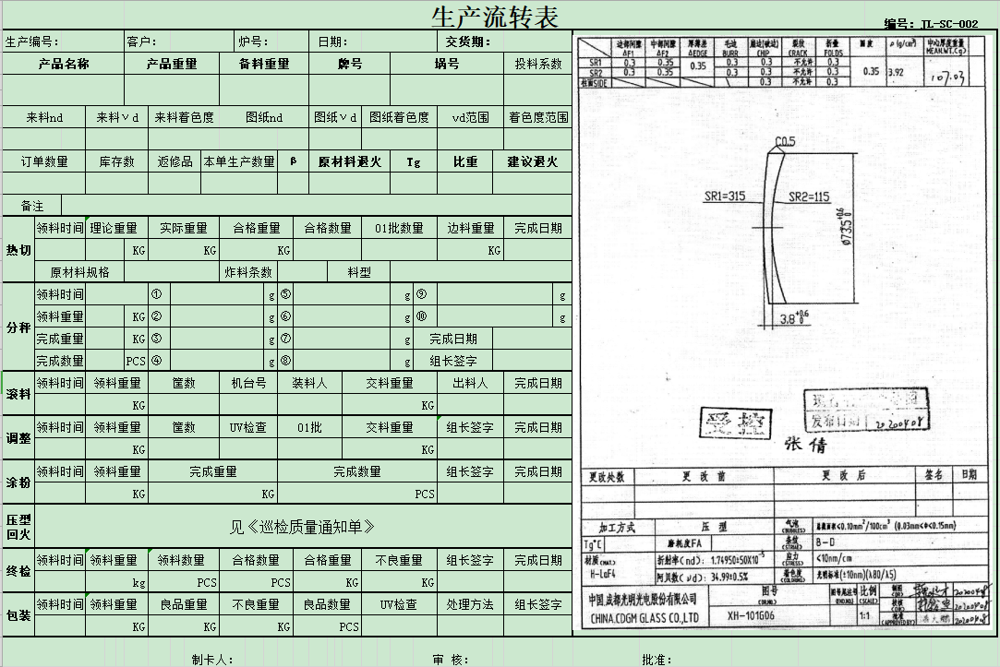 生产流转表
编号：TL-SC-002
生产编号： 客户： 炉号： 日期： 交货期：
产品名称 产品重量 备料重量 牌号 埚号 投料系数
来料nd 来料νd 来料着色度 图纸nd 图纸νd 图纸着色度 νd范围 着色度范围
订单数量 库存数 返修品 本单生产数量 β 原材料退火 Tg 比重 建议退火
备注
热切 领料时间 理论重量 实际重量 合格重量 合格数量 01批数量 边料重量 完成日期
KG KG KG KG
原材料规格 炸料条数 料型
分秤 领料时间 ① g ⑤ g ⑨ g
领料重量 KG ② g ⑥ g ⑩ g
完成重量 KG ③ g ⑦ g 完成日期
完成数量 PCS ④ g ⑧ g 组长签字
滚料 领料时间 领料重量 筐数 机台号 装料人 交料重量 出料人 完成日期
KG KG
调整 领料时间 领料重量 筐数 UV检查 01批 交料重量 组长签字 完成日期
KG KG
涂粉 领料时间 领料重量 完成重量 完成数量 组长签字 完成日期
KG KG PCS
压型回火 见《巡检质量通知单》
终检 领料时间 领料重量 领料数量 合格数量 合格重量 不良重量 组长签字 完成日期
kg PCS PCS KG KG
包装 领料时间 领料重量 良品重量 不良重量 良品数量 UV检查 处理方法 组长签字
KG KG KG PCS
制卡人： 审 核： 批准：
边部间隙 中部间隙 厚薄差 毛边 崩边(破边) 裂纹 折叠 面度 ρ(g/cm³) 中心厚度重量
ΔF1 ΔF2 ΔEDGE BURR CHIP CRACK FOLDS MEAN.WT.(g)
SR1 0.3 0.35 0.35 0.3 0.3 不允许 0.3 0.35 3.92 107.03
SR2 0.3 0.35 0.3 0.3 不允许 0.3
柱面SIDE 0.3 不允许 0.3
C0.5
SR1=315 SR2=115
Ø73.5+0.6 0
3.8+0.6 0
受控
发布日期 20200408
张倩
更改处数 更 改 前 更 改 后 签名 日期
加工方式 压 型 气泡(BUBBLES) 总截面积<0.10mm²/100cm³ (0.03mm<Φ<0.15mm)
Tg℃ 磨耗度FA 条纹(STRIAE) B-D
材质(MAT.) 折射率(nd)：1.74950±50X10⁻⁵ 应力(STRESS) <10nm/cm
H-LaF4 阿贝数(νd)：34.99±0.5% 着色度(COLORING) 光明标准(±10nm)(λ80/λ5)
中国.成都光明光电股份有限公司 图号 比例(SCALE) 制图 20200408
CHINA.CDGM GLASS CO.,LTD XH-101G06 1:1 校核 20200408
批准(APPROVED BY) 20200408